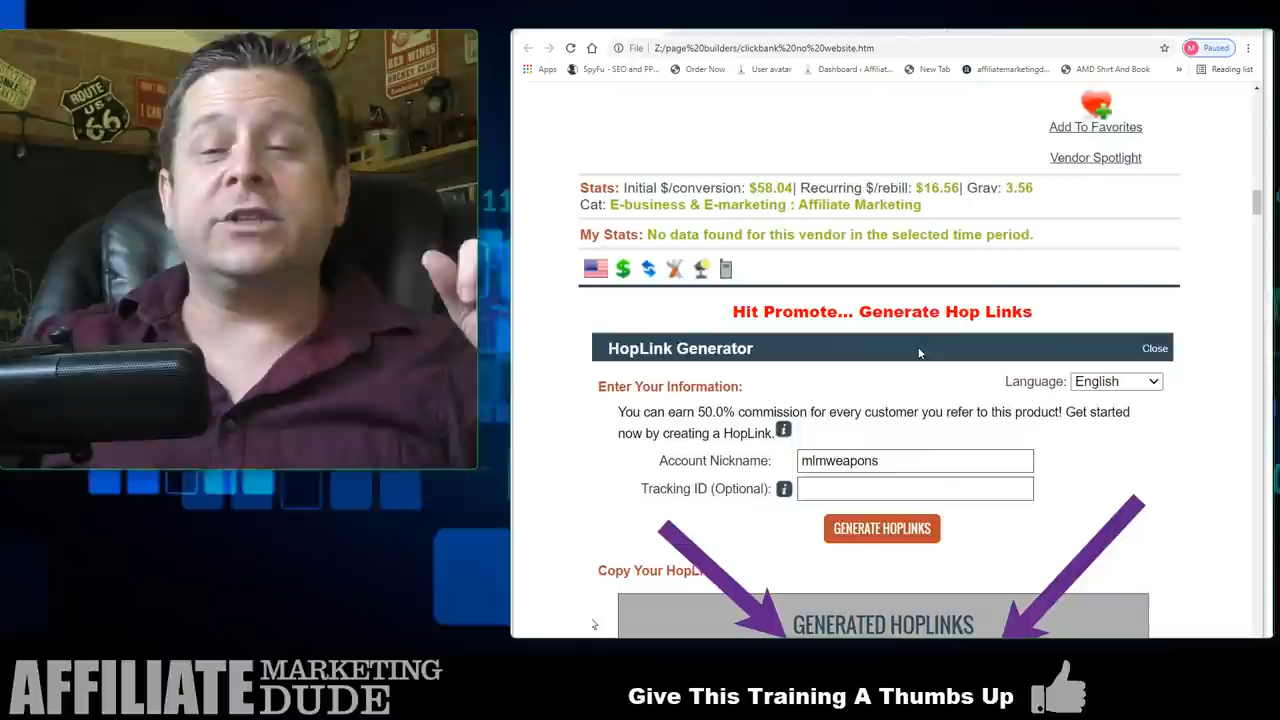 ROUTE
US
66
RED WINGS
HOCKEY CLUB
File
Z:/page%20builders/clickbank%20no%20website.htm
M Paused
Apps
SpyFu - SEO and PP...
Order Now
User avatar
Dashboard ‹ Affiliat...
New Tab
affiliatemarketingd...
AMD Shirt And Book
»
Reading list
Add To Favorites
Vendor Spotlight
Stats: Initial $/conversion: $58.04| Recurring $/rebill: $16.56| Grav: 3.56
Cat: E-business & E-marketing : Affiliate Marketing
My Stats: No data found for this vendor in the selected time period.
Hit Promote... Generate Hop Links
HopLink Generator
Close
Language: English
Enter Your Information:
You can earn 50.0% commission for every customer you refer to this product! Get started
now by creating a HopLink.
Account Nickname: mlmweapons
Tracking ID (Optional):
GENERATE HOPLINKS
Copy Your HopL
GENERATED HOPLINKS
AFFILIATE MARKETING DUDE
Give This Training A Thumbs Up